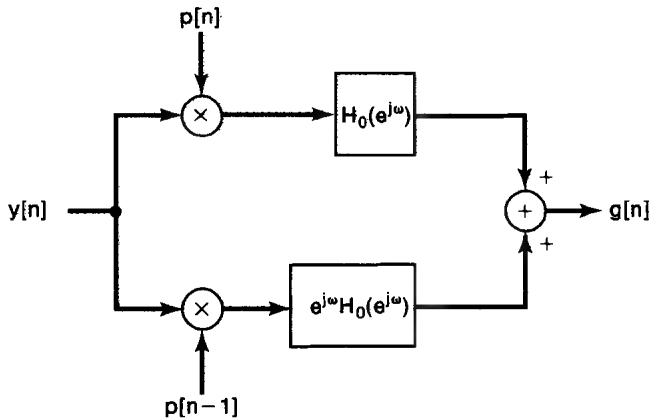 p[n]
×
H₀(e^{jω})
+
y[n]
+
g[n]
+
×
e^{jω}H₀(e^{jω})
p[n−1]